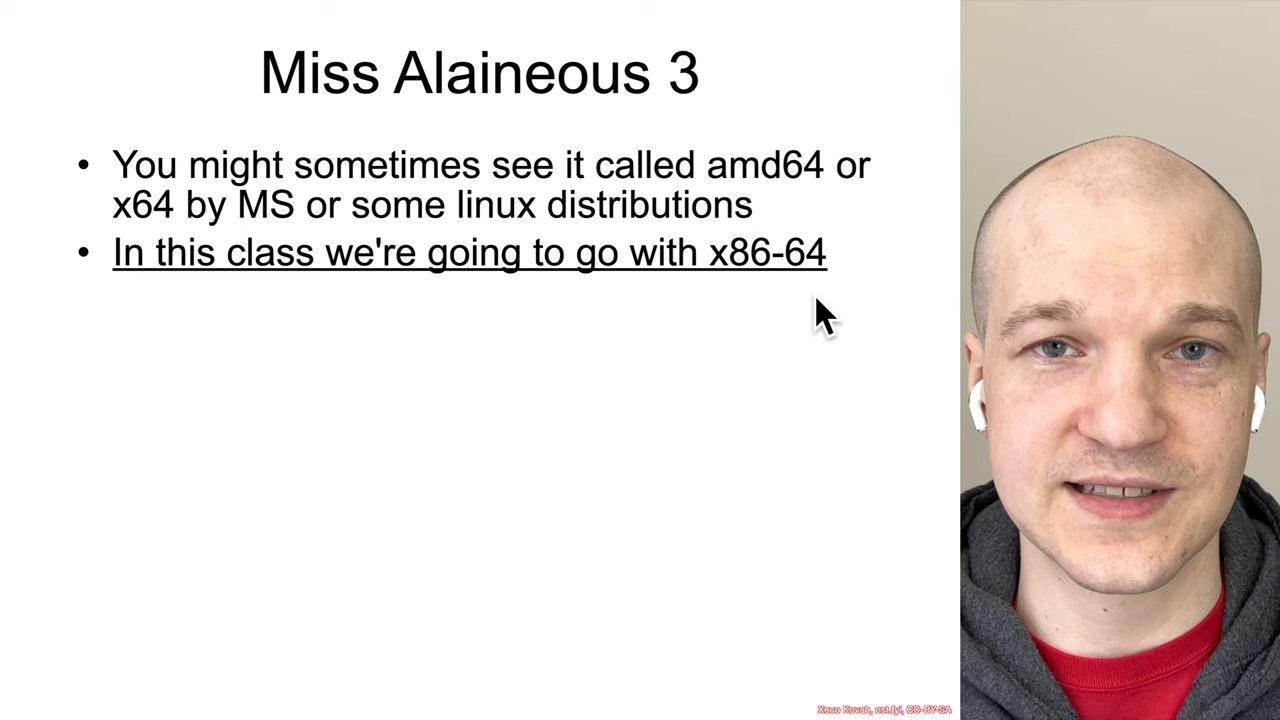 Miss Alaineous 3
• You might sometimes see it called amd64 or
x64 by MS or some linux distributions
• In this class we're going to go with x86-64
Xeno Kovah, ost.fyi, CC-BY-SA